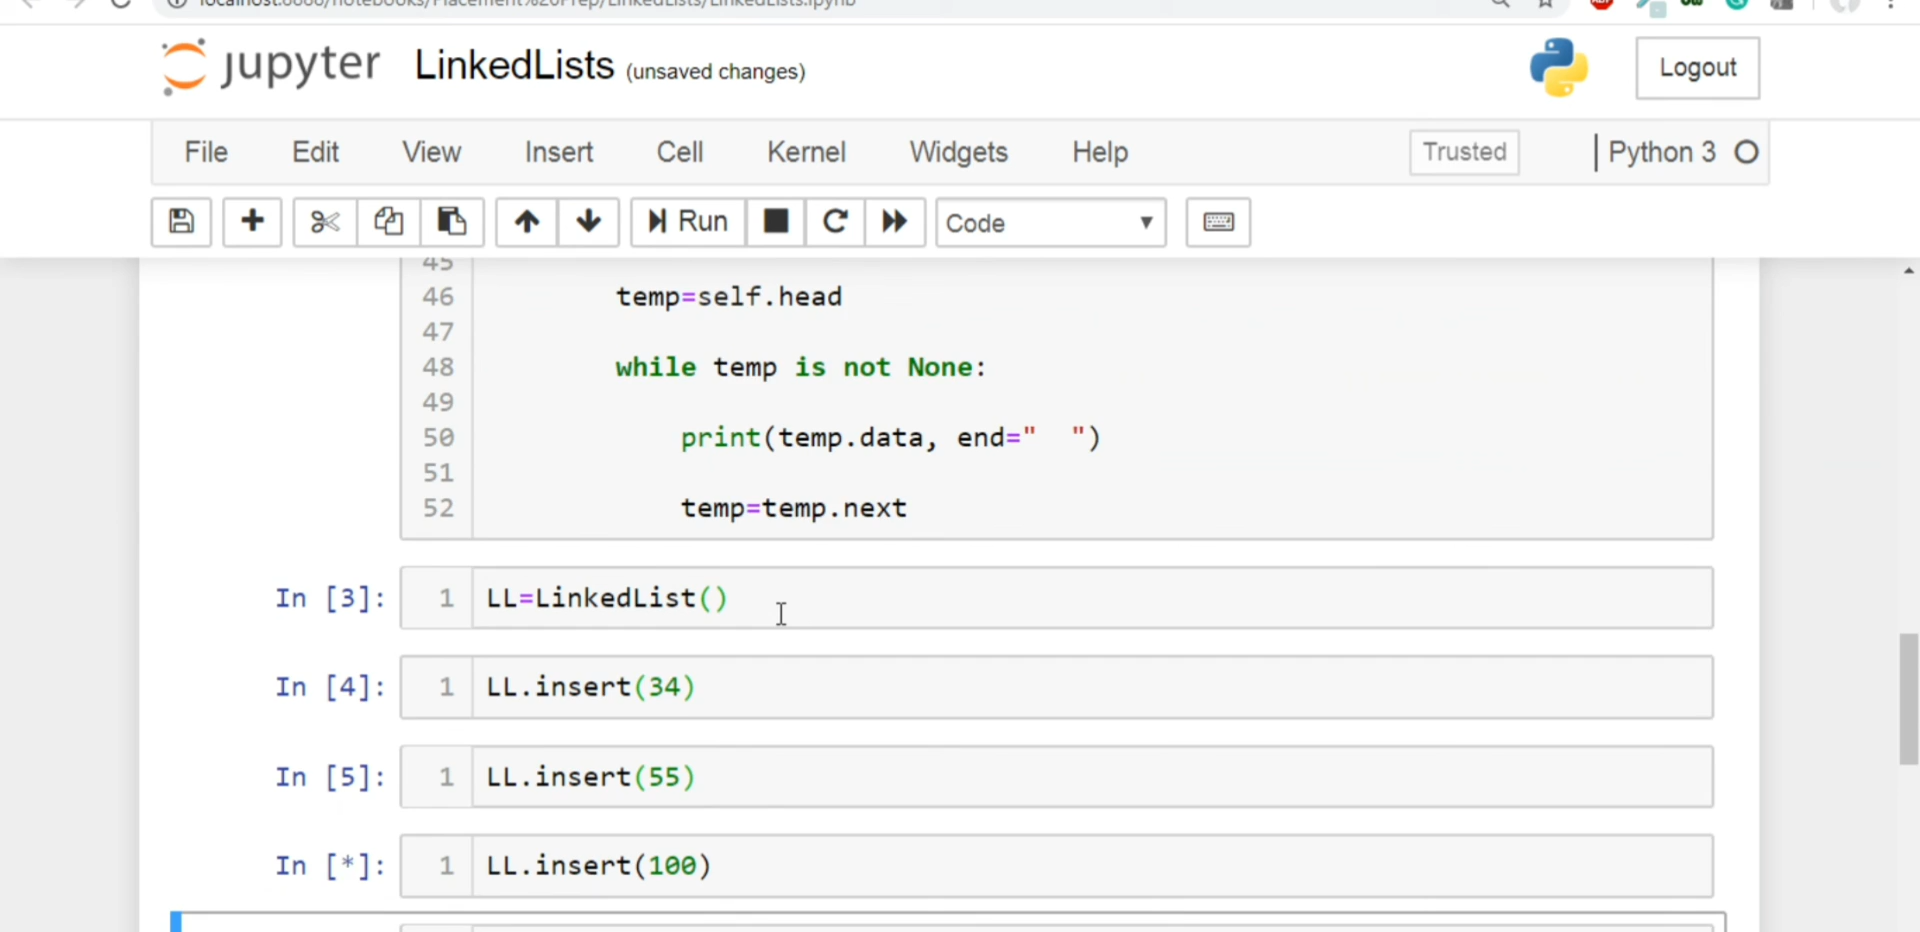 localhost:8888/notebooks/Placement%20Prep/LinkedLists/LinkedLists.ipynb
jupyter LinkedLists (unsaved changes) Logout
File Edit View Insert Cell Kernel Widgets Help Trusted Python 3
Run Code
45
46 temp=self.head
47
48 while temp is not None:
49
50 print(temp.data, end="  ")
51
52 temp=temp.next
In [3]: 1 LL=LinkedList()
In [4]: 1 LL.insert(34)
In [5]: 1 LL.insert(55)
In [*]: 1 LL.insert(100)